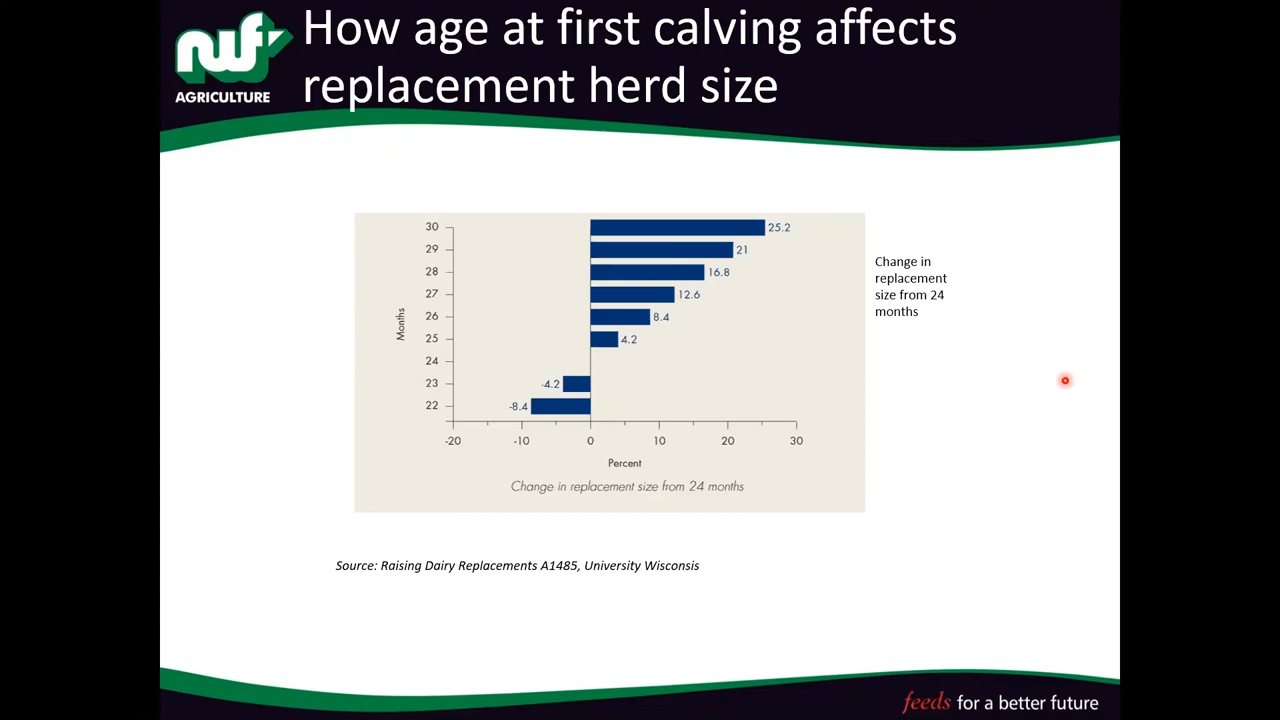 nwf
AGRICULTURE
How age at first calving affects
replacement herd size
30
25.2
29
21
28
16.8
27
12.6
26
8.4
25
4.2
24
23
-4.2
22
-8.4
Months
-20
-10
0
10
20
30
Percent
Change in replacement size from 24 months
Change in
replacement
size from 24
months
Source: Raising Dairy Replacements A1485, University Wisconsis
feeds for a better future